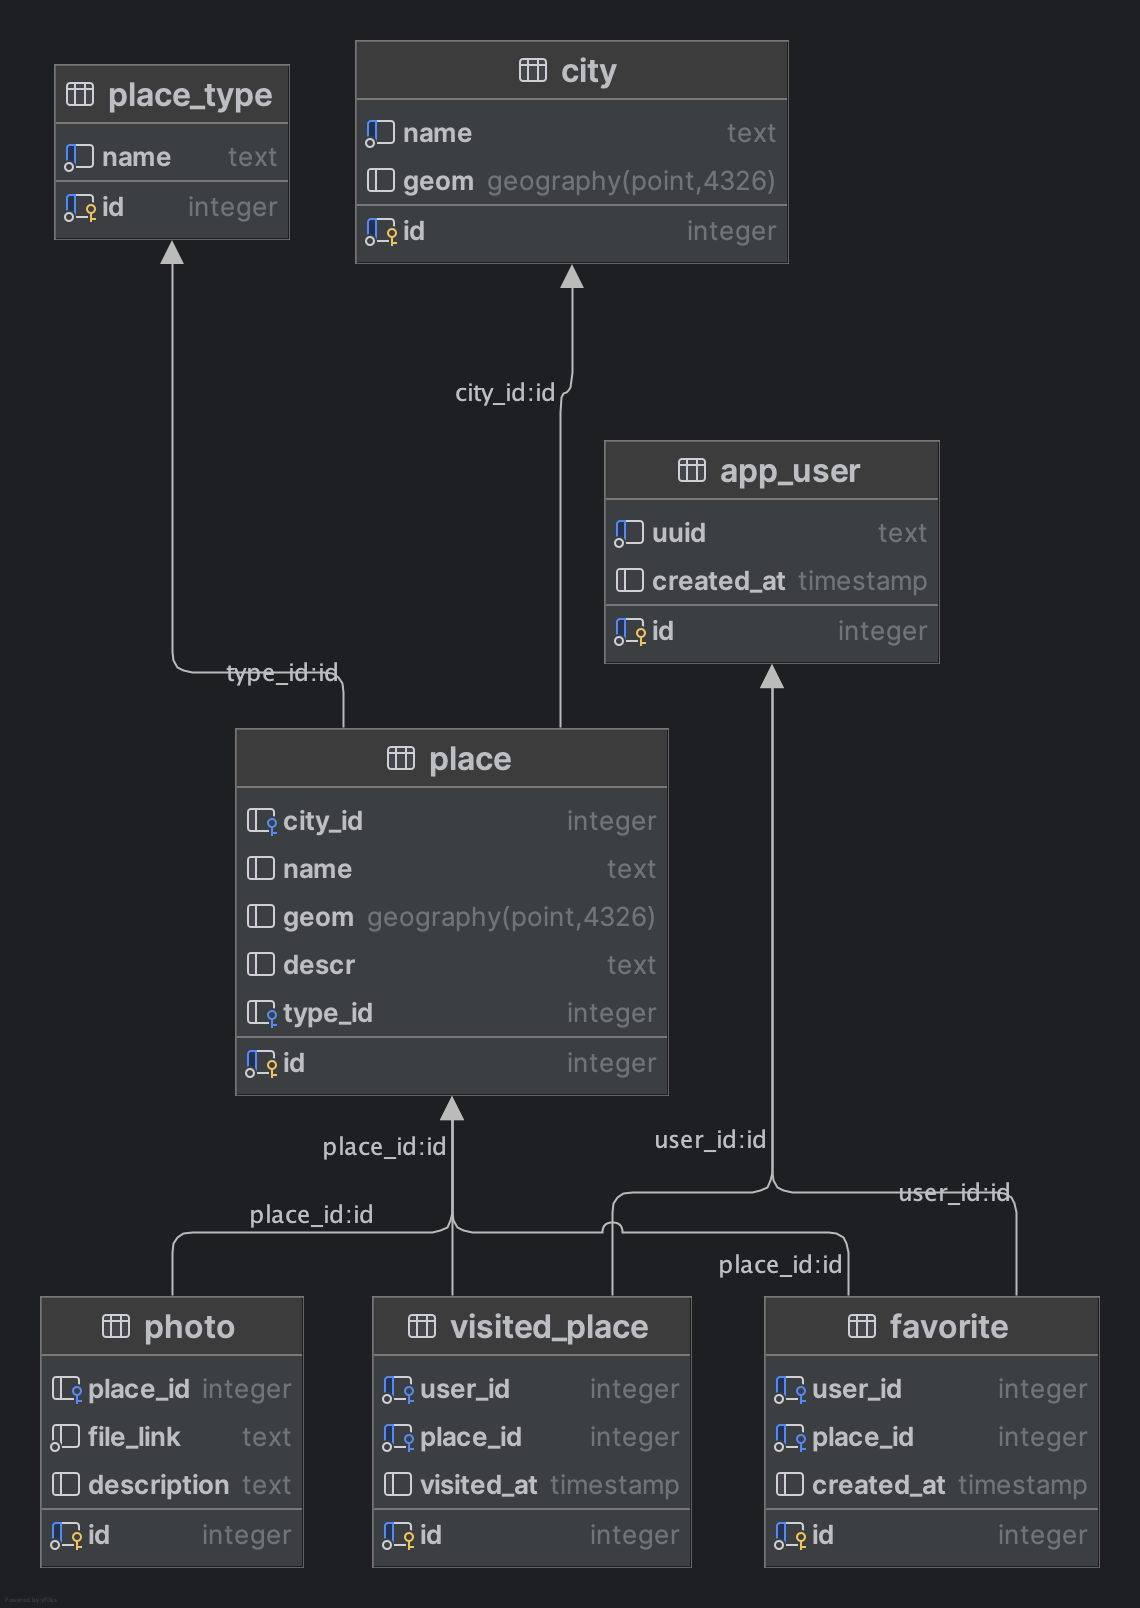 place_type
name text
id integer
city
name text
geom geography(point,4326)
id integer
city_id:id
app_user
uuid text
created_at timestamp
id integer
type_id:id
place
city_id integer
name text
geom geography(point,4326)
descr text
type_id integer
id integer
place_id:id
user_id:id
user_id:id
place_id:id
place_id:id
photo
place_id integer
file_link text
description text
id integer
visited_place
user_id integer
place_id integer
visited_at timestamp
id integer
favorite
user_id integer
place_id integer
created_at timestamp
id integer
Powered by yFiles